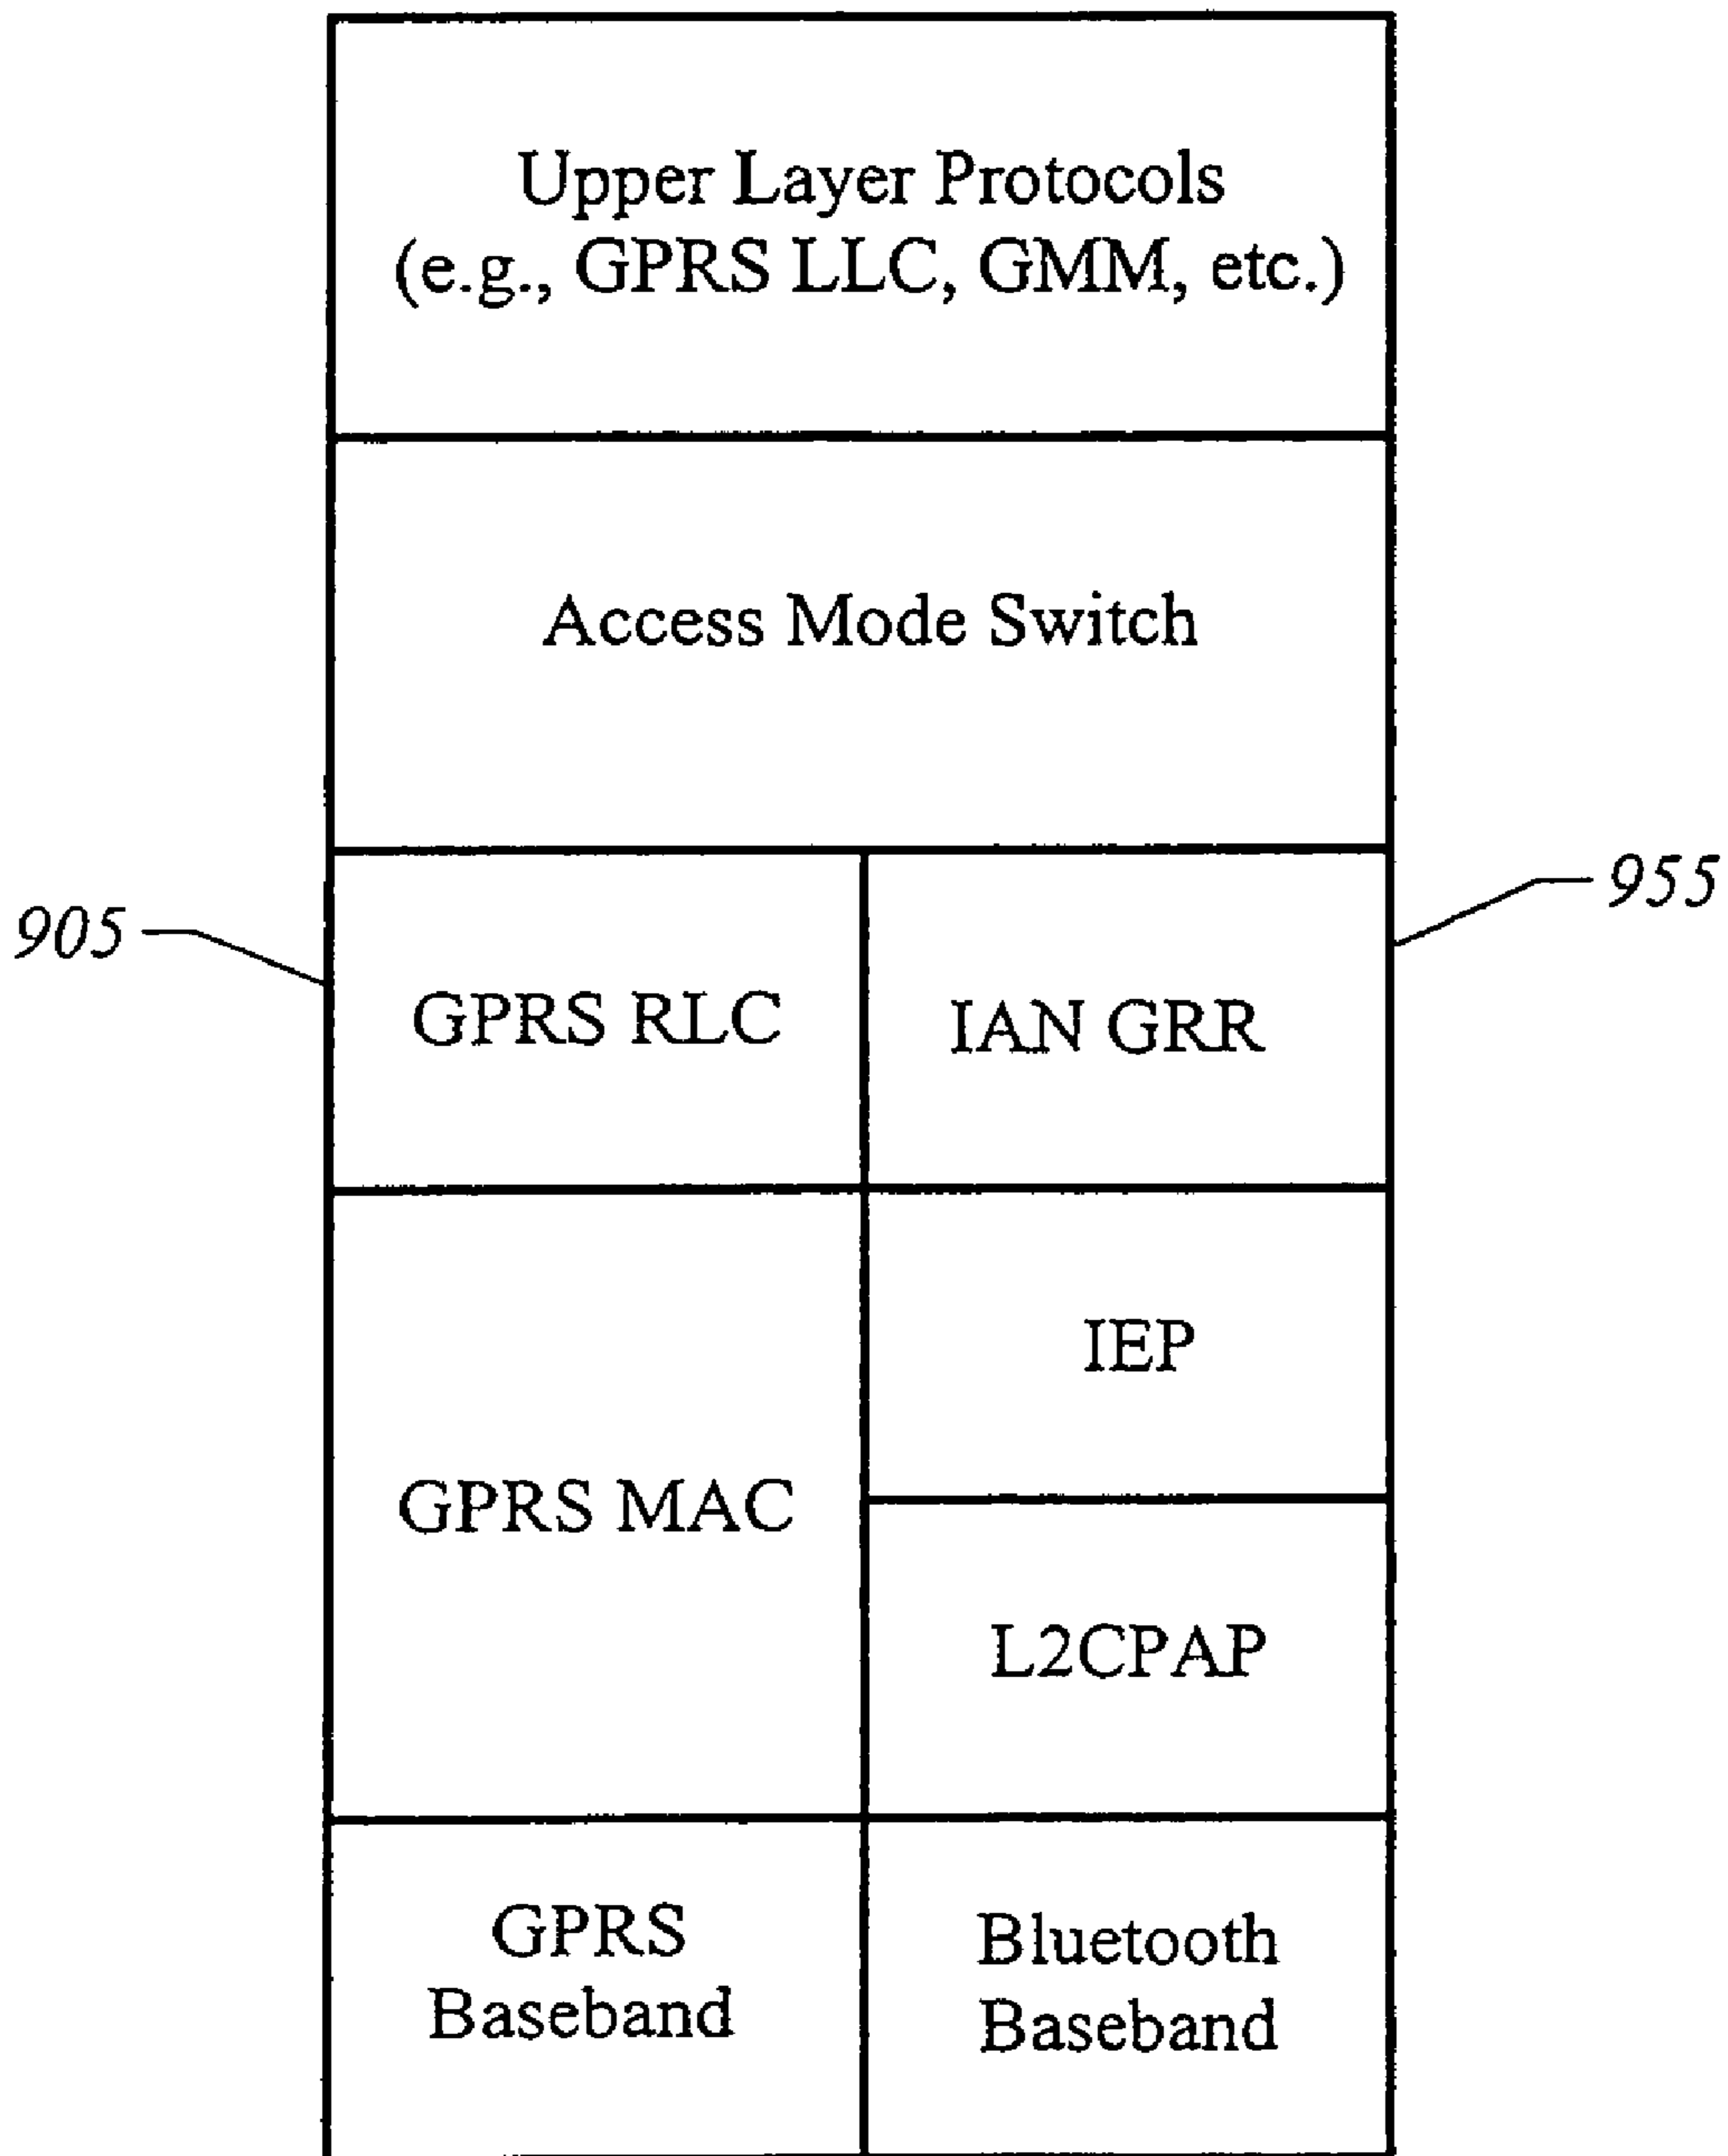 Upper Layer Protocols
(e.g., GPRS LLC, GMM, etc.)
Access Mode Switch
905
955
GPRS RLC
IAN GRR
IEP
GPRS MAC
L2CPAP
GPRS
Baseband
Bluetooth
Baseband